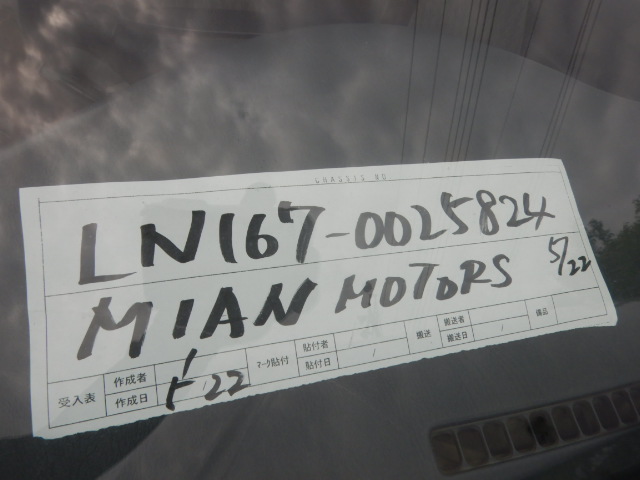 CHASSIS NO
LN167-0025824
MIAN MOTORS 5/22
受入表 作成者 マーク貼付 貼付者 / 搬送 搬送者 備品
作成日 /22 貼付日 / 搬送日 /